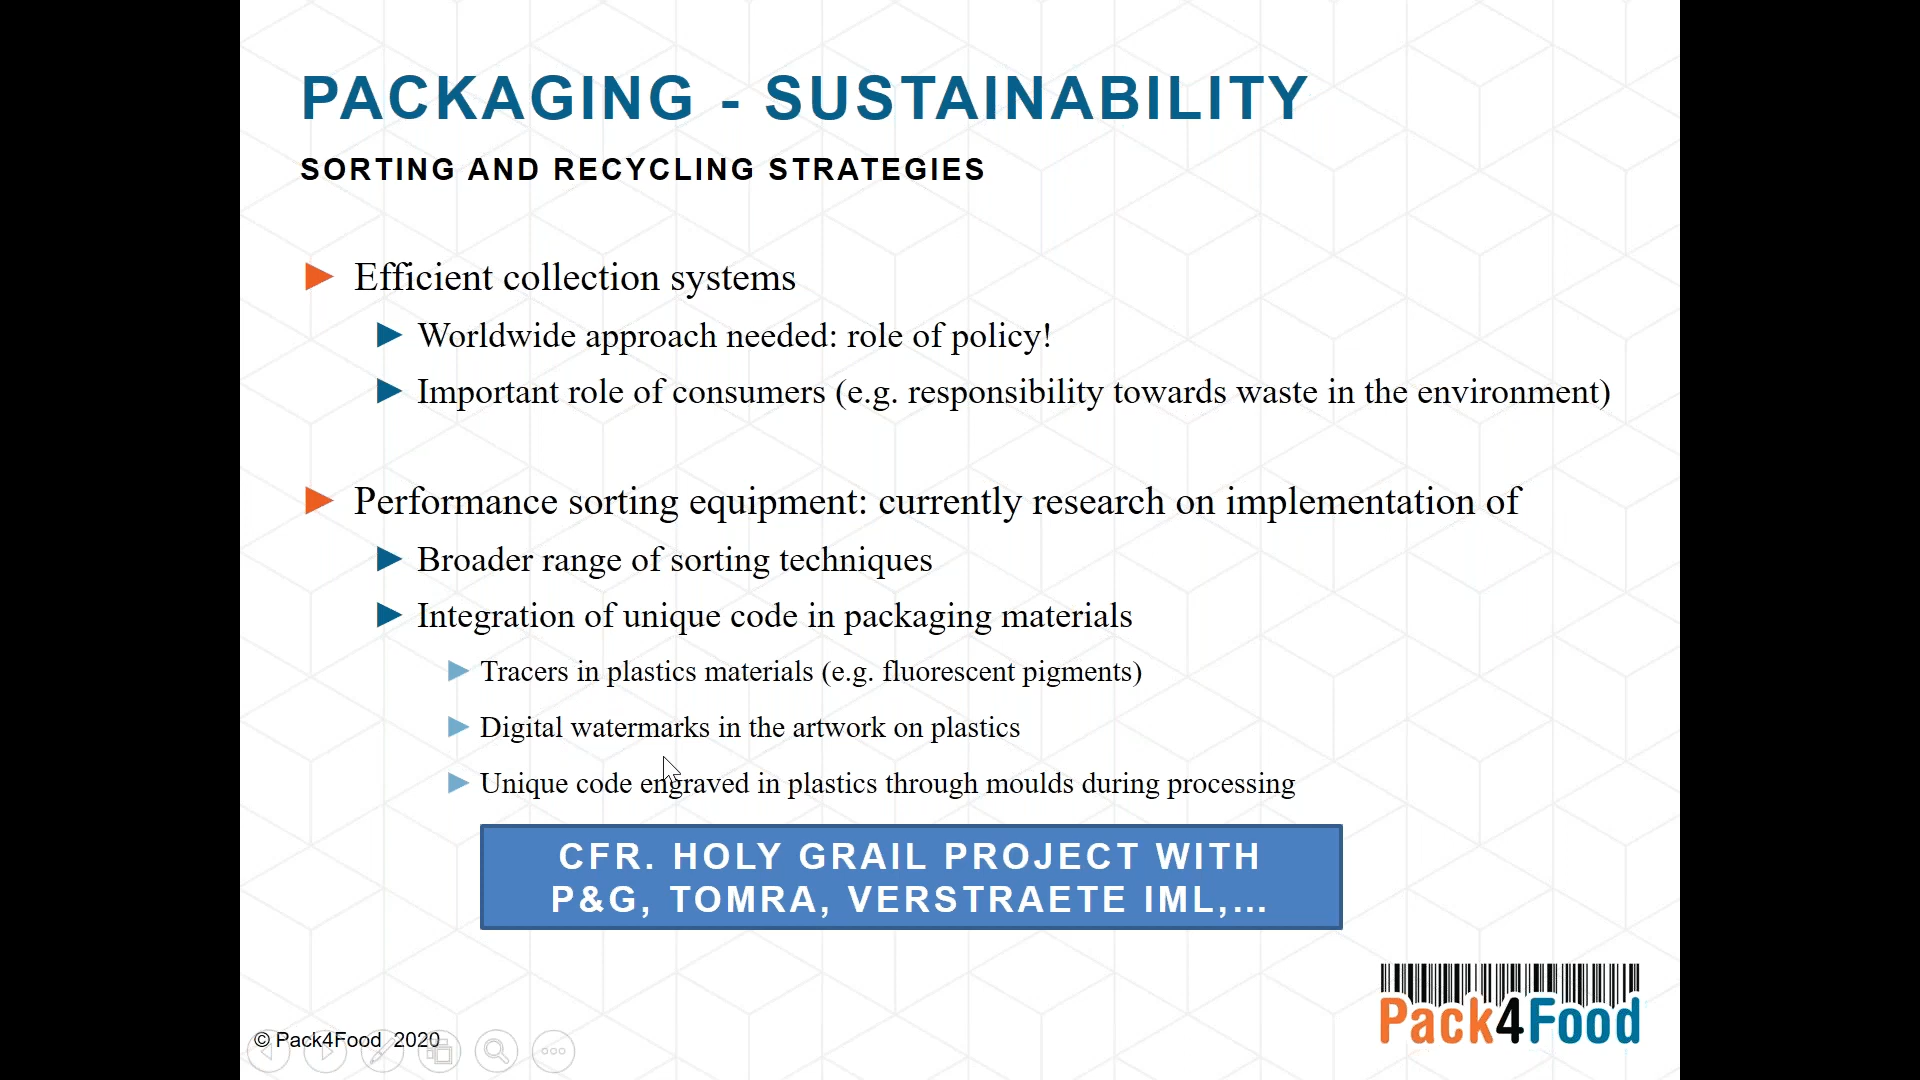 PACKAGING - SUSTAINABILITY
SORTING AND RECYCLING STRATEGIES
Efficient collection systems
Worldwide approach needed: role of policy!
Important role of consumers (e.g. responsibility towards waste in the environment)
Performance sorting equipment: currently research on implementation of
Broader range of sorting techniques
Integration of unique code in packaging materials
Tracers in plastics materials (e.g. fluorescent pigments)
Digital watermarks in the artwork on plastics
Unique code engraved in plastics through moulds during processing
CFR. HOLY GRAIL PROJECT WITH
P&G, TOMRA, VERSTRAETE IML,...
© Pack4Food 2020
Pack4Food